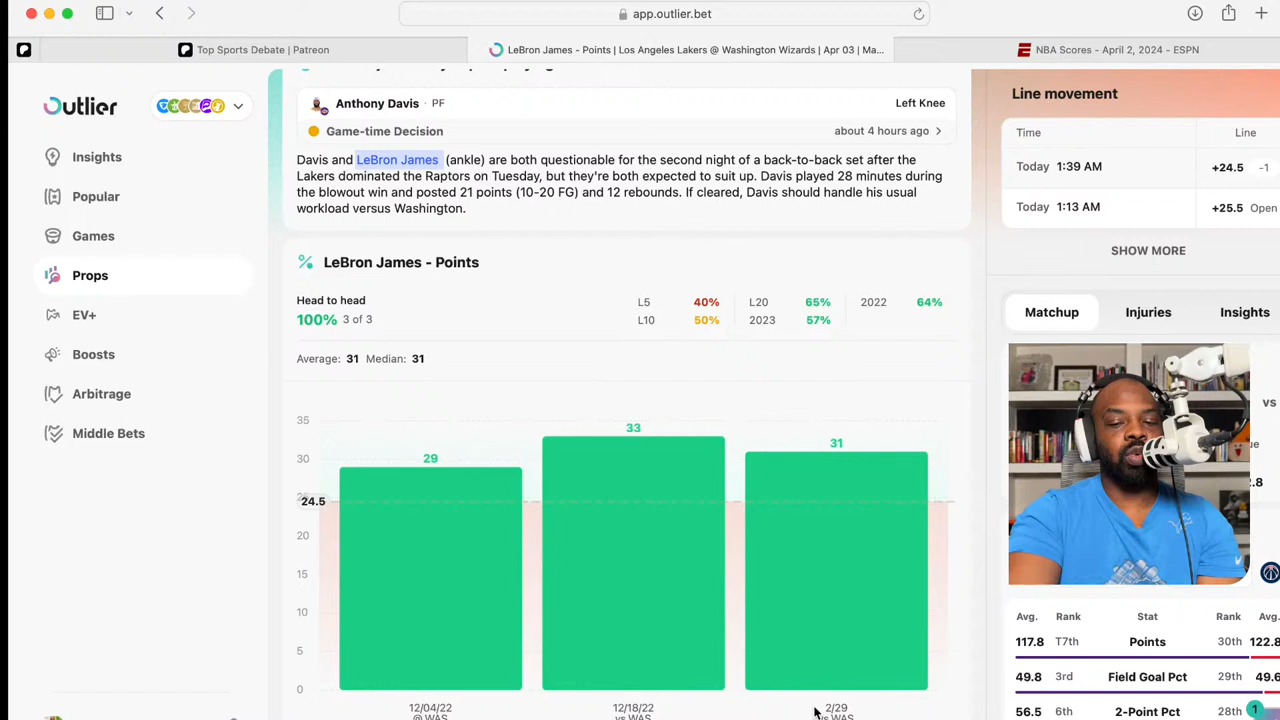 app.outlier.bet
Top Sports Debate | Patreon
LeBron James - Points | Los Angeles Lakers @ Washington Wizards | Apr 03 | Ma...
NBA Scores - April 2, 2024 - ESPN
Outlier
Insights
Popular
Games
Props
EV+
Boosts
Arbitrage
Middle Bets
Anthony Davis · PF
Left Knee
Game-time Decision
about 4 hours ago
Davis and LeBron James (ankle) are both questionable for the second night of a back-to-back set after the
Lakers dominated the Raptors on Tuesday, but they're both expected to suit up. Davis played 28 minutes during
the blowout win and posted 21 points (10-20 FG) and 12 rebounds. If cleared, Davis should handle his usual
workload versus Washington.
LeBron James - Points
Head to head
100% 3 of 3
L5 40% L20 65% 2022 64%
L10 50% 2023 57%
Average: 31 Median: 31
35
30
24.5
20
15
10
5
0
29
33
31
12/04/22
@ WAS
12/18/22
vs WAS
2/29
vs WAS
Line movement
Time Line
Today 1:39 AM +24.5 -1
Today 1:13 AM +25.5 Open
SHOW MORE
Matchup Injuries Insights
vs
Avg. Rank Stat Rank Avg.
117.8 T7th Points 30th 122.8
49.8 3rd Field Goal Pct 29th 49.6
56.5 6th 2-Point Pct 28th
1